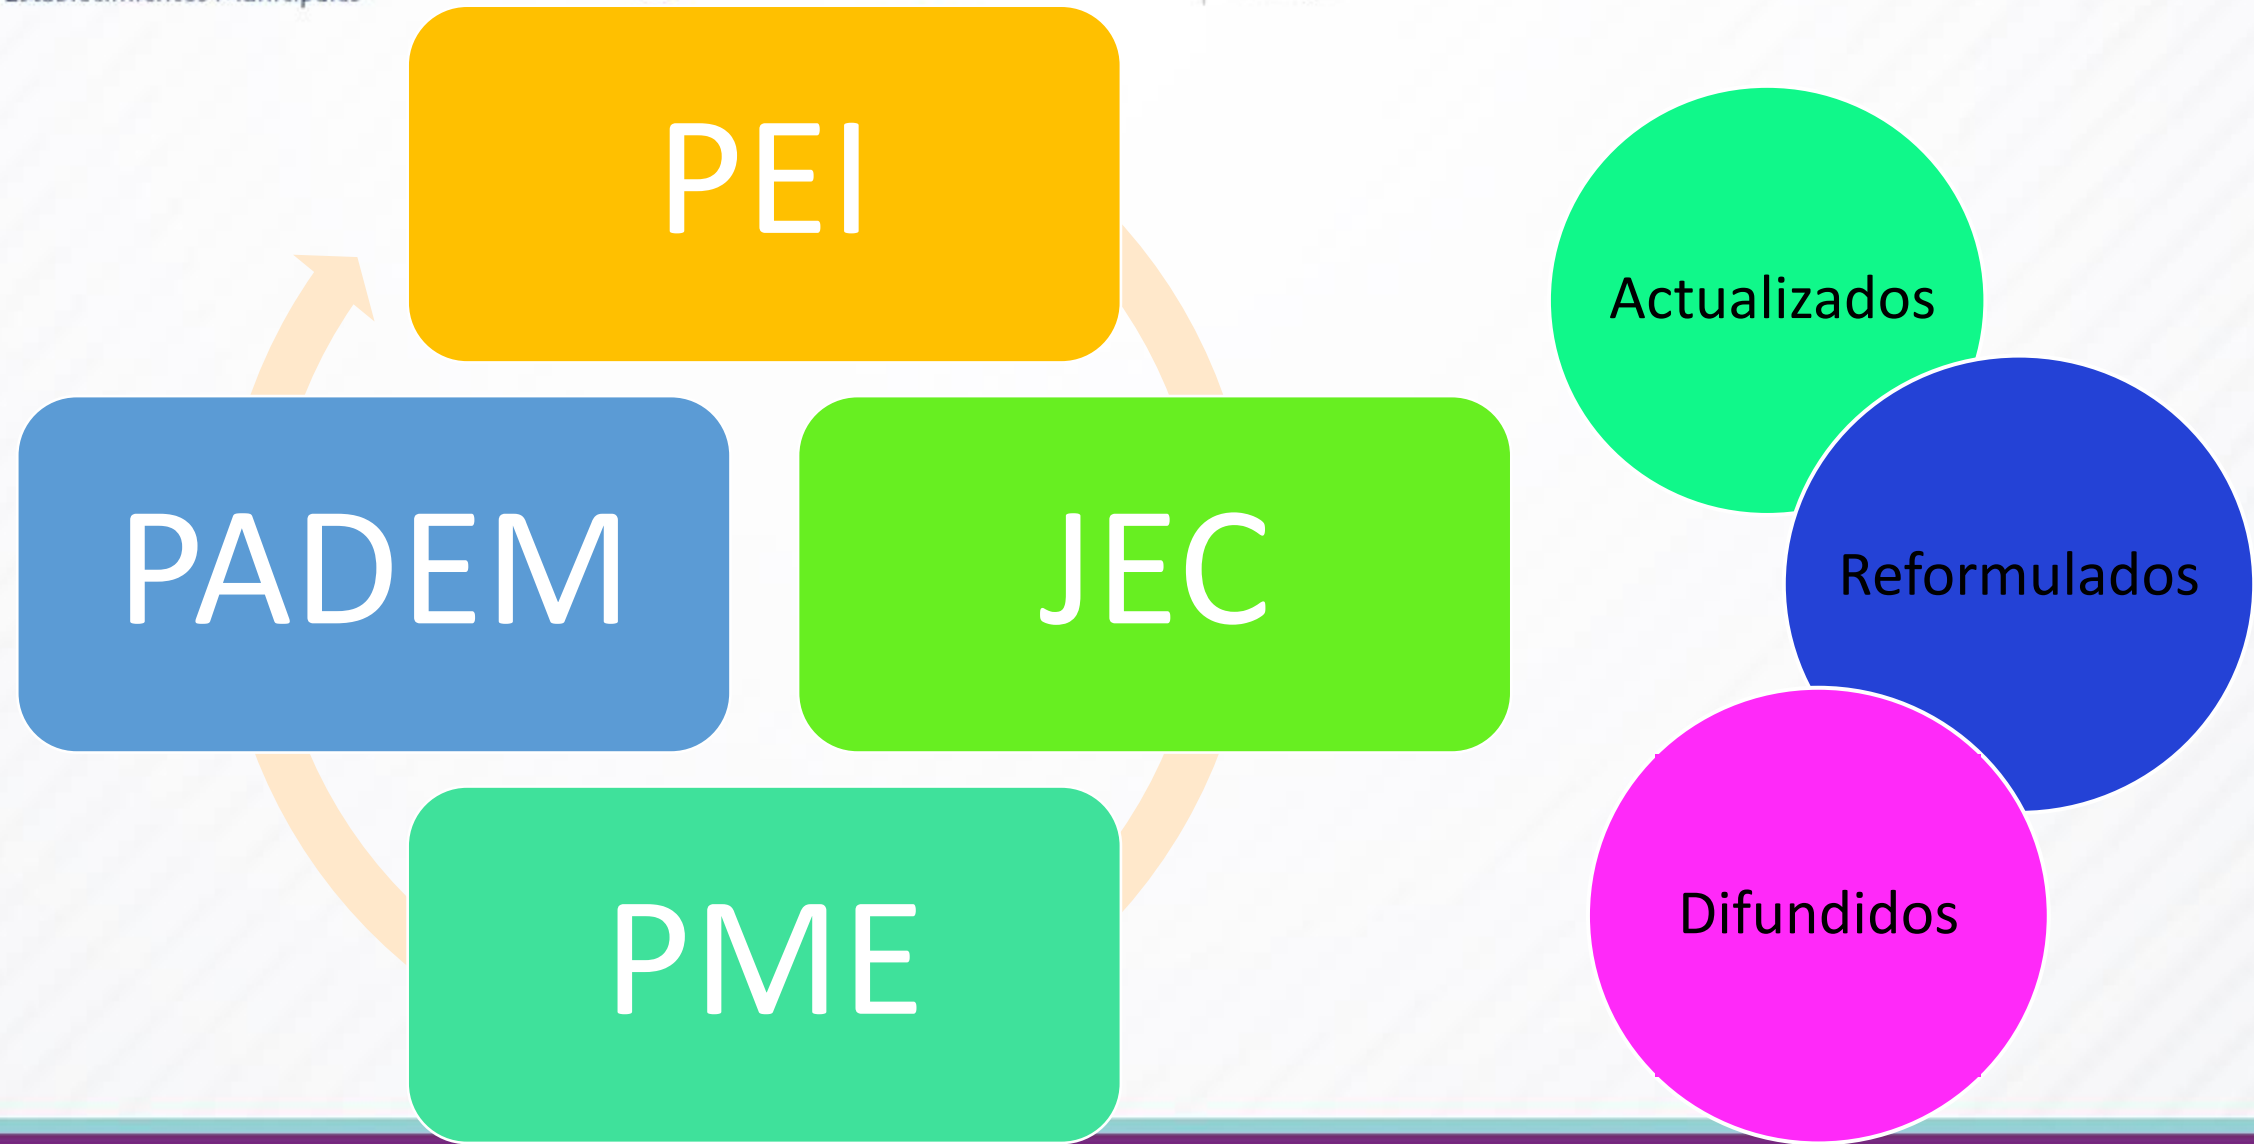 PEI
PADEM
JEC
PME
Actualizados
Reformulados
Difundidos